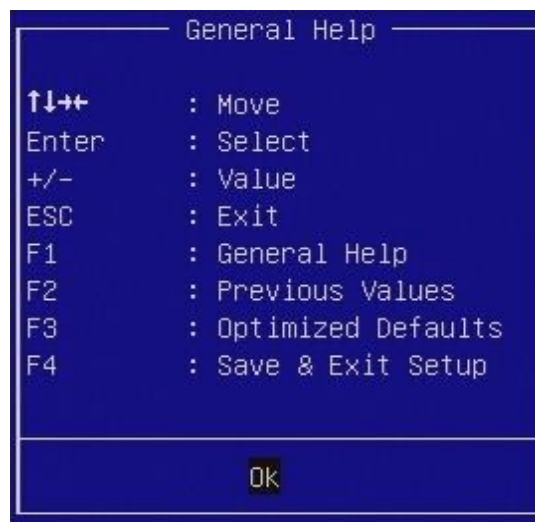 General Help
↑↓→← : Move
Enter : Select
+/- : Value
ESC : Exit
F1 : General Help
F2 : Previous Values
F3 : Optimized Defaults
F4 : Save & Exit Setup
Ok